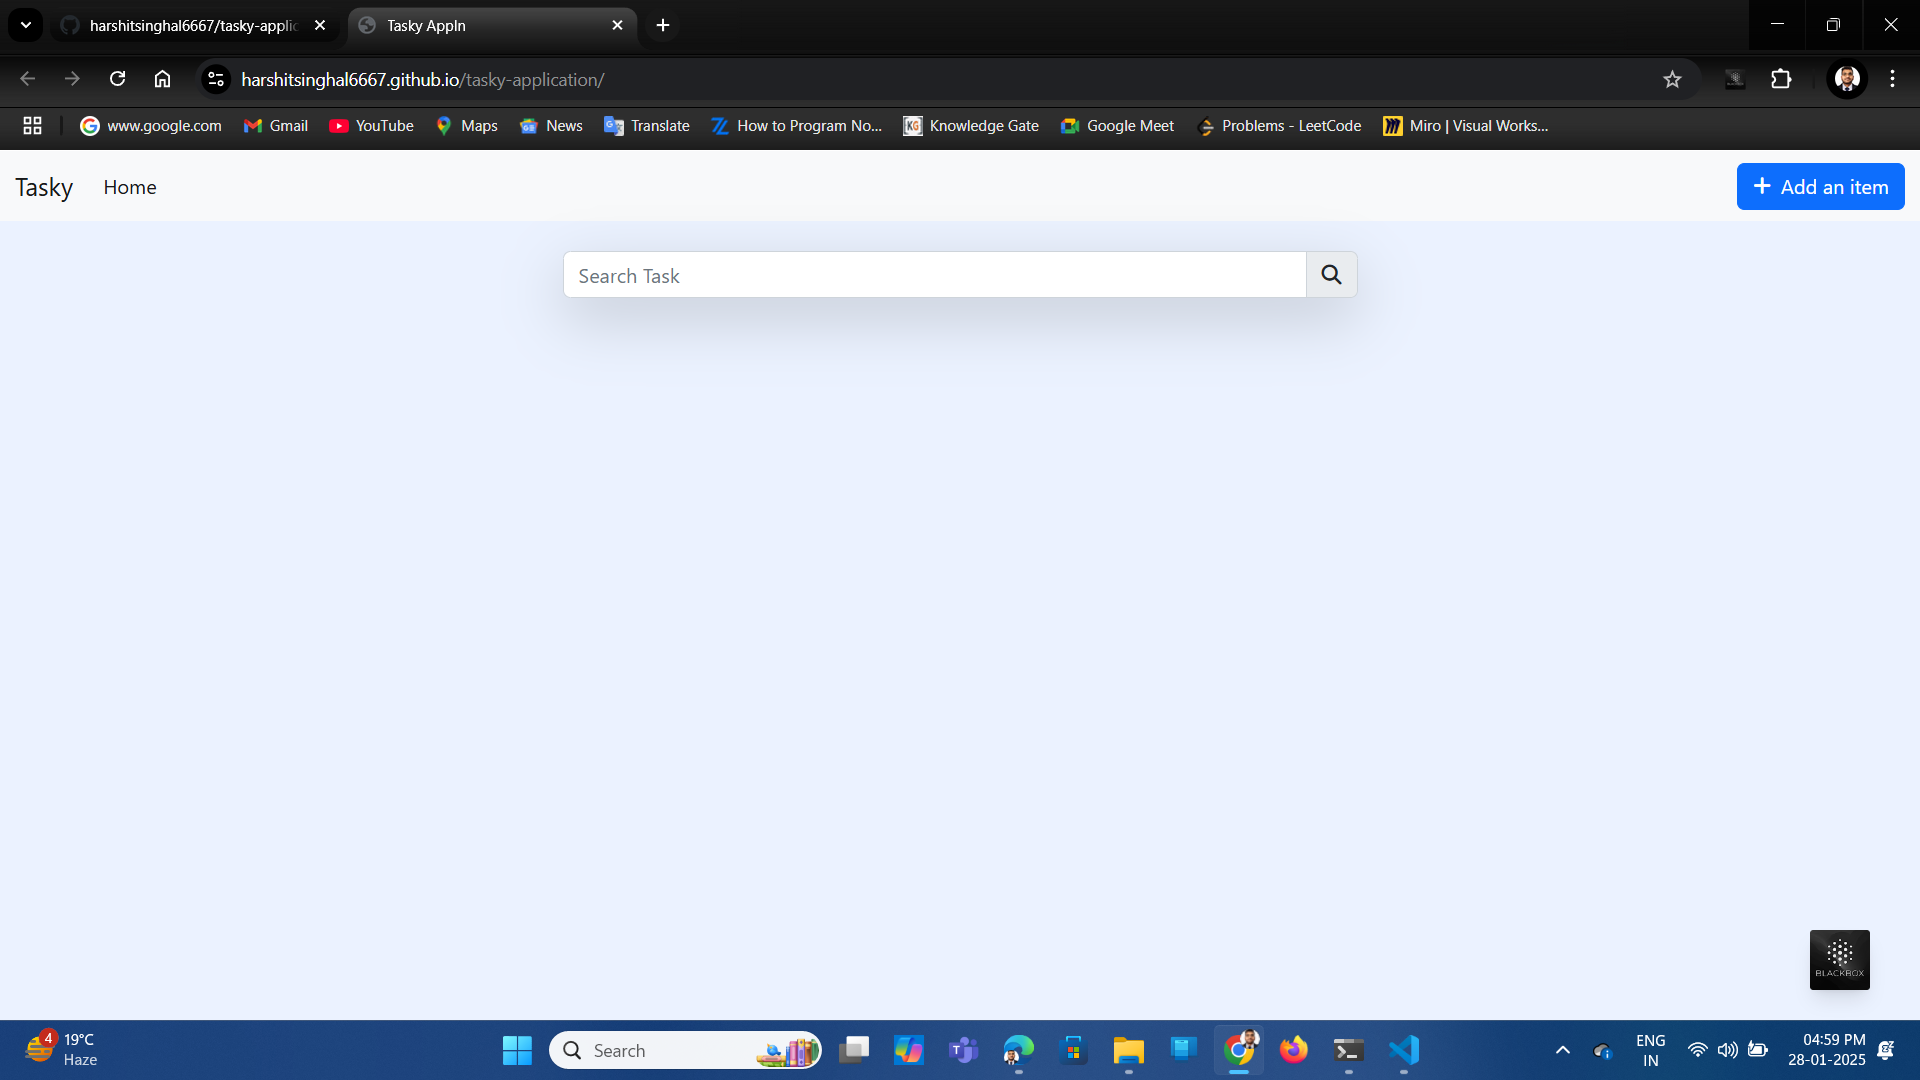 harshitsinghal6667/tasky-applic
Tasky Appln
harshitsinghal6667.github.io/tasky-application/
www.google.com
Gmail
YouTube
Maps
News
Translate
How to Program No...
Knowledge Gate
Google Meet
Problems - LeetCode
Miro | Visual Works...
Tasky
Home
+ Add an item
Search Task
BLACKBOX
4
19°C
Haze
Search
ENG
IN
04:59 PM
28-01-2025